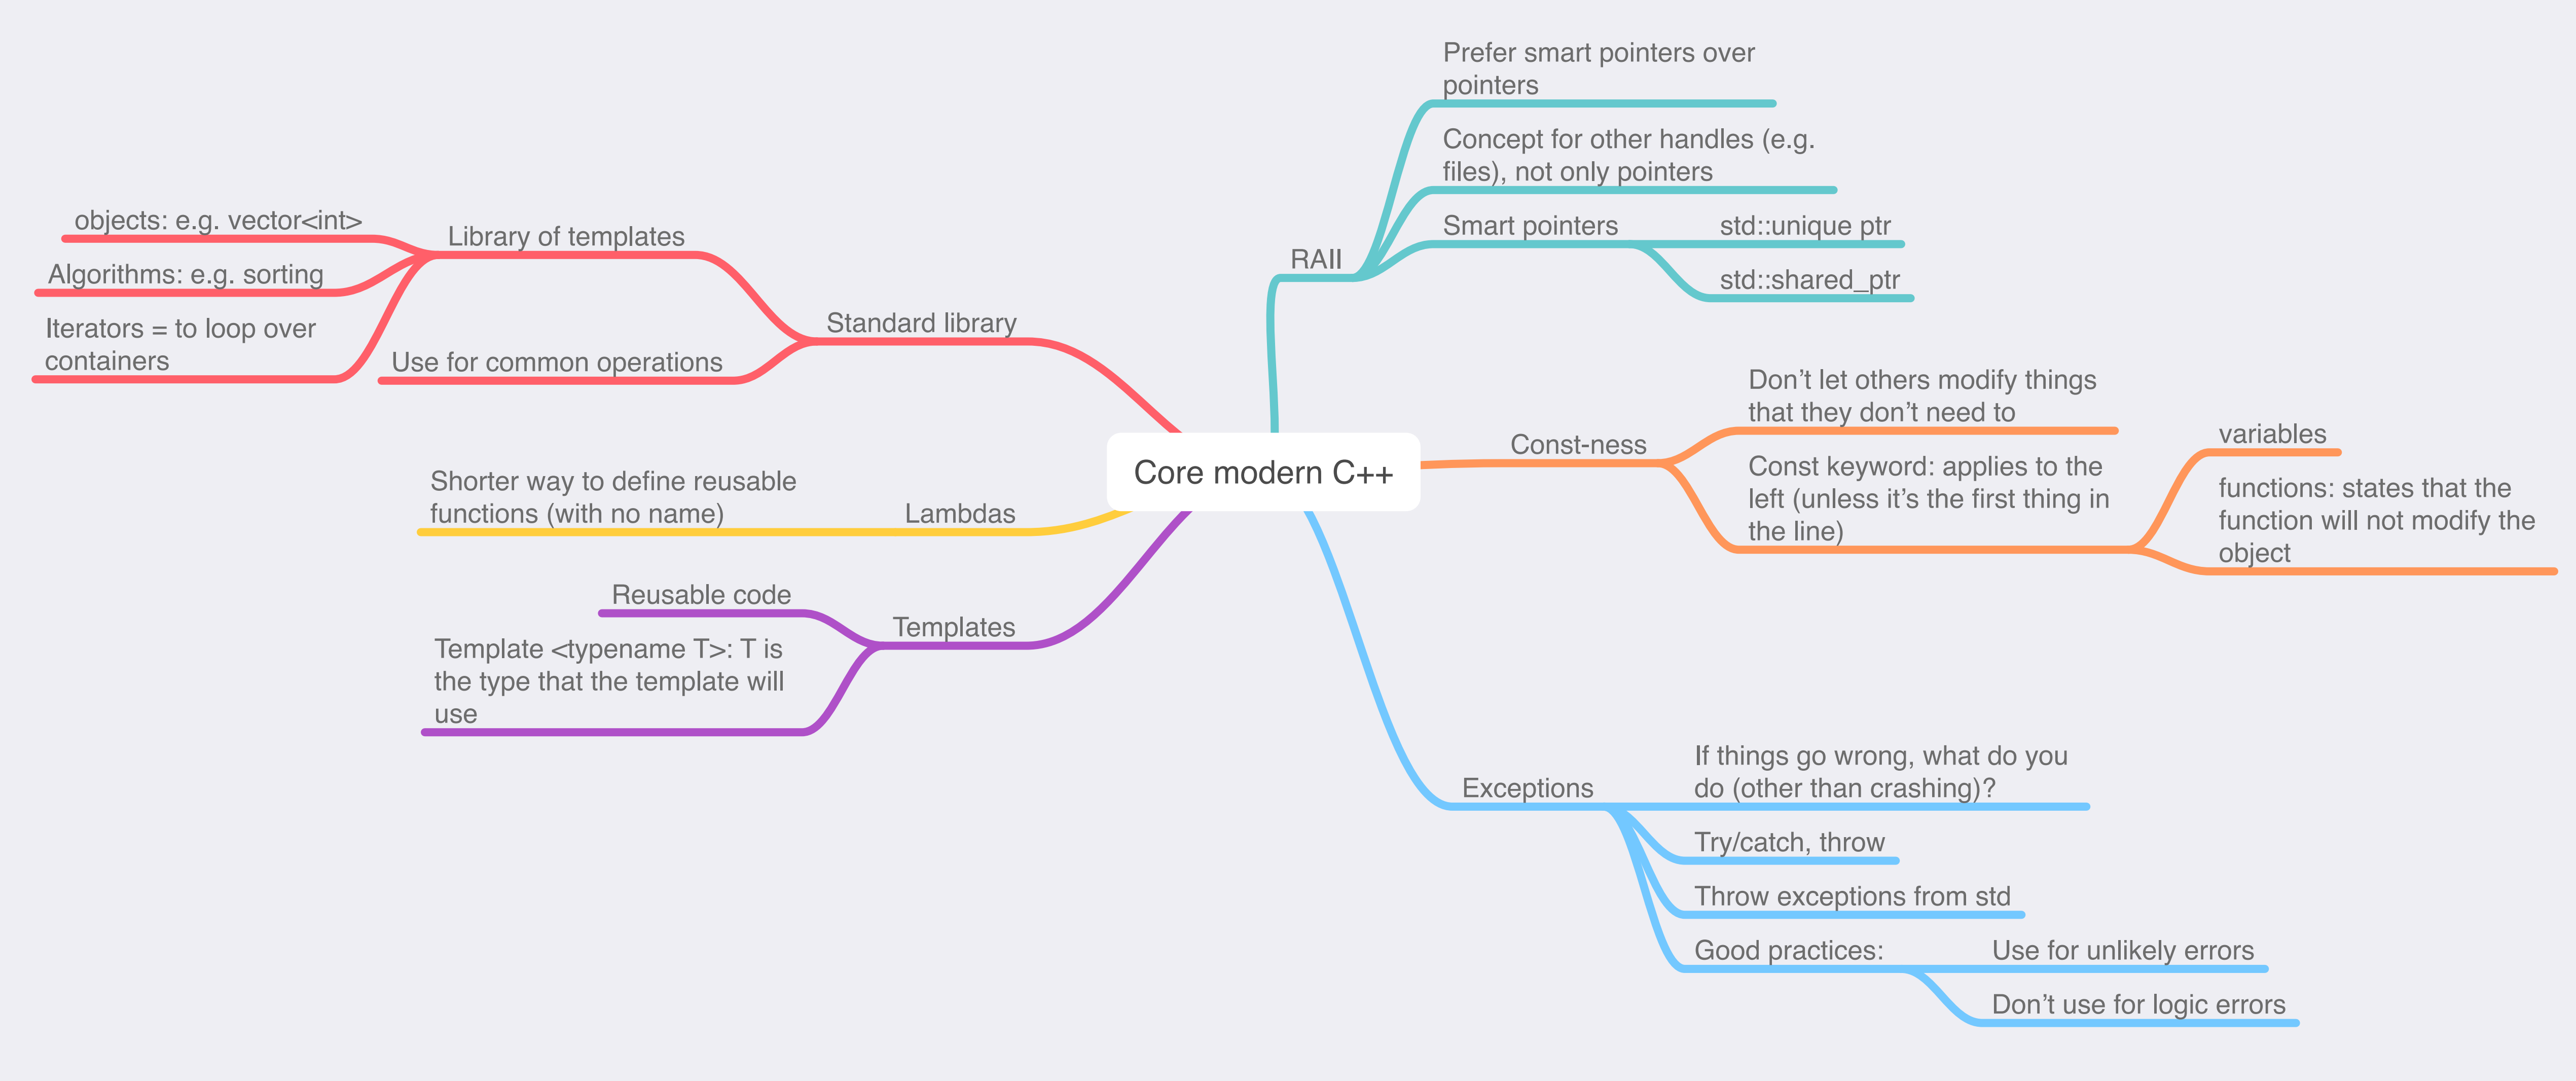 Core modern C++
Prefer smart pointers over
pointers
Concept for other handles (e.g.
files), not only pointers
RAII
Smart pointers
std::unique ptr
std::shared_ptr
Const-ness
Don’t let others modify things
that they don’t need to
Const keyword: applies to the
left (unless it’s the first thing in
the line)
variables
functions: states that the
function will not modify the
object
Exceptions
If things go wrong, what do you
do (other than crashing)?
Try/catch, throw
Throw exceptions from std
Good practices:
Use for unlikely errors
Don’t use for logic errors
Standard library
Library of templates
objects: e.g. vector<int>
Algorithms: e.g. sorting
Iterators = to loop over
containers
Use for common operations
Lambdas
Shorter way to define reusable
functions (with no name)
Templates
Reusable code
Template <typename T>: T is
the type that the template will
use